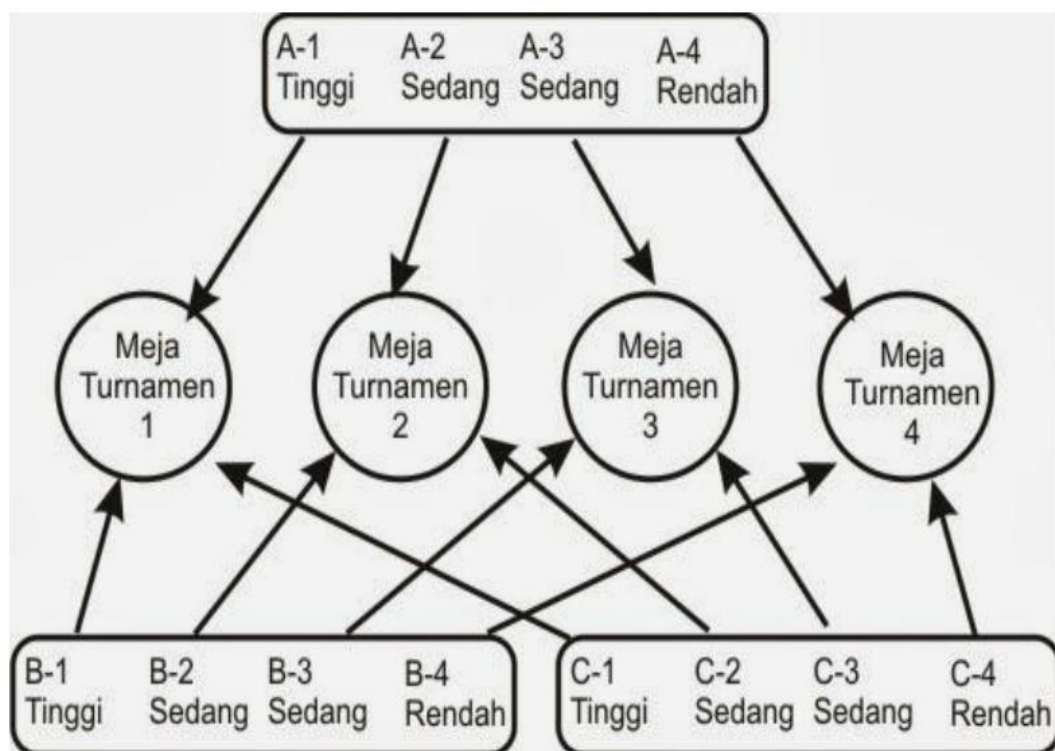 A-1 A-2 A-3 A-4
Tinggi Sedang Sedang Rendah
Meja
Turnamen
1
Meja
Turnamen
2
Meja
Turnamen
3
Meja
Turnamen
4
B-1 B-2 B-3 B-4
Tinggi Sedang Sedang Rendah
C-1 C-2 C-3 C-4
Tinggi Sedang Sedang Rendah